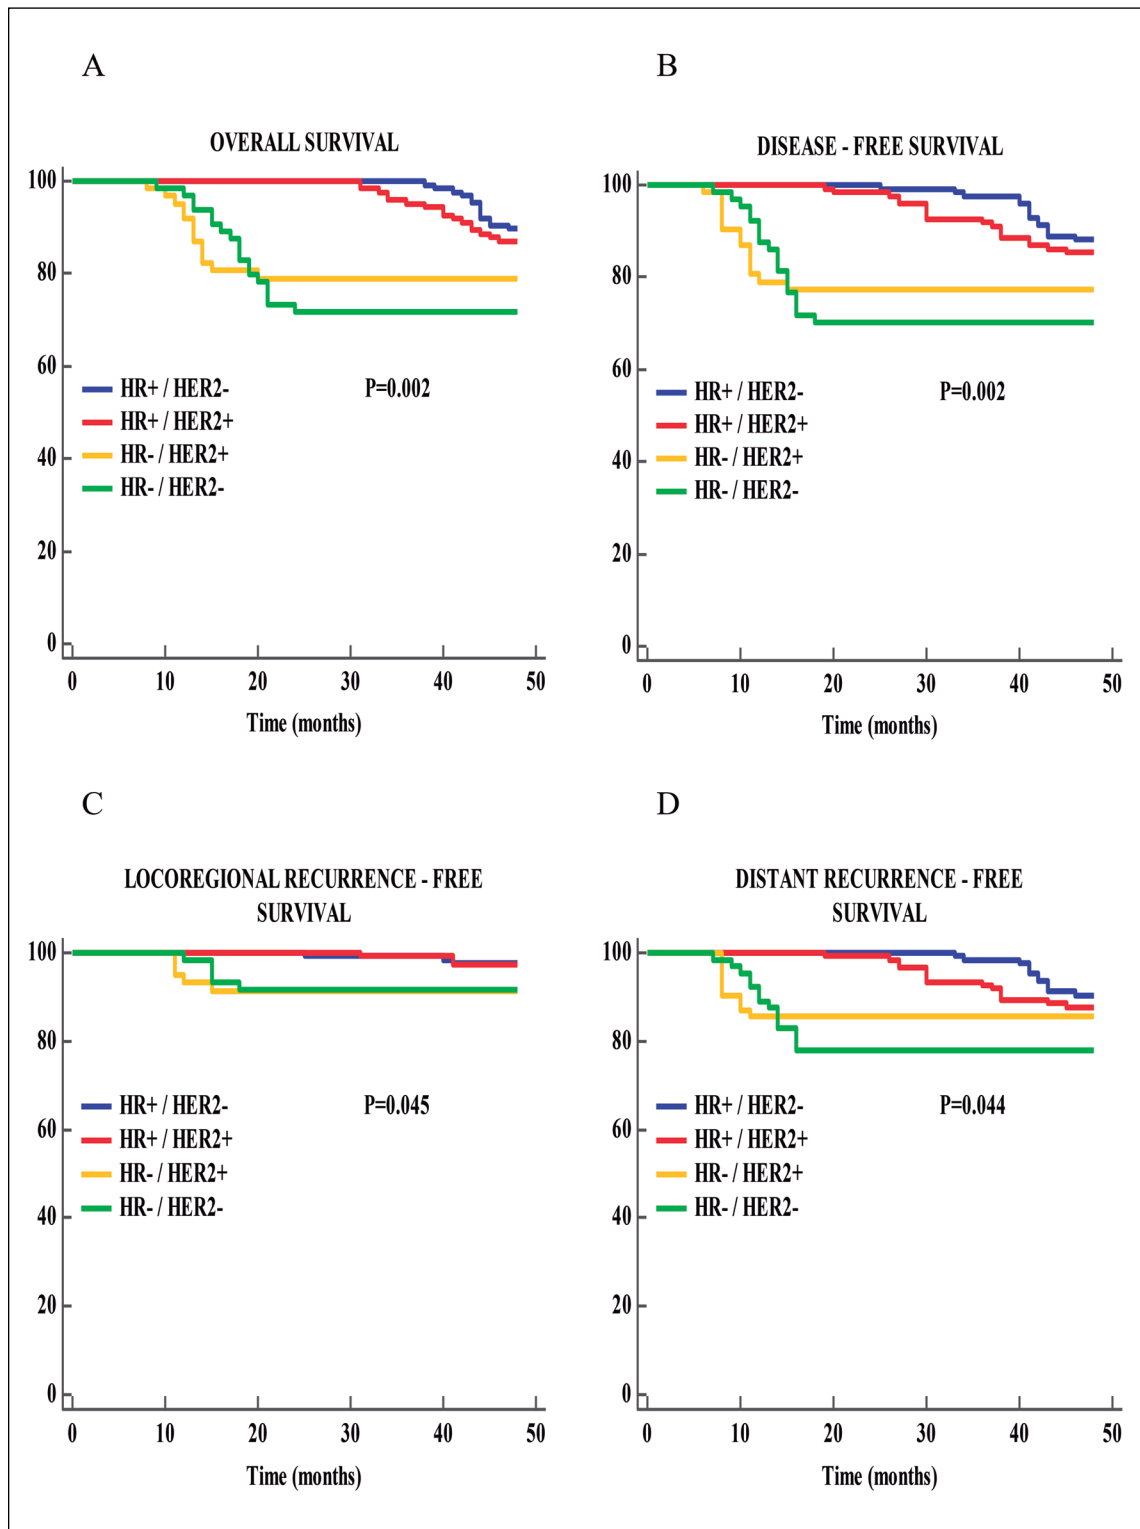 A
OVERALL SURVIVAL
100
80
60
40
20
0
HR+ / HER2-
HR+ / HER2+
HR- / HER2+
HR- / HER2-
P=0.002
0 10 20 30 40 50
Time (months)
B
DISEASE - FREE SURVIVAL
100
80
60
40
20
0
HR+ / HER2-
HR+ / HER2+
HR- / HER2+
HR- / HER2-
P=0.002
0 10 20 30 40 50
Time (months)
C
LOCOREGIONAL RECURRENCE - FREE
SURVIVAL
100
80
60
40
20
0
HR+ / HER2-
HR+ / HER2+
HR- / HER2+
HR- / HER2-
P=0.045
0 10 20 30 40 50
Time (months)
D
DISTANT RECURRENCE - FREE
SURVIVAL
100
80
60
40
20
0
HR+ / HER2-
HR+ / HER2+
HR- / HER2+
HR- / HER2-
P=0.044
0 10 20 30 40 50
Time (months)